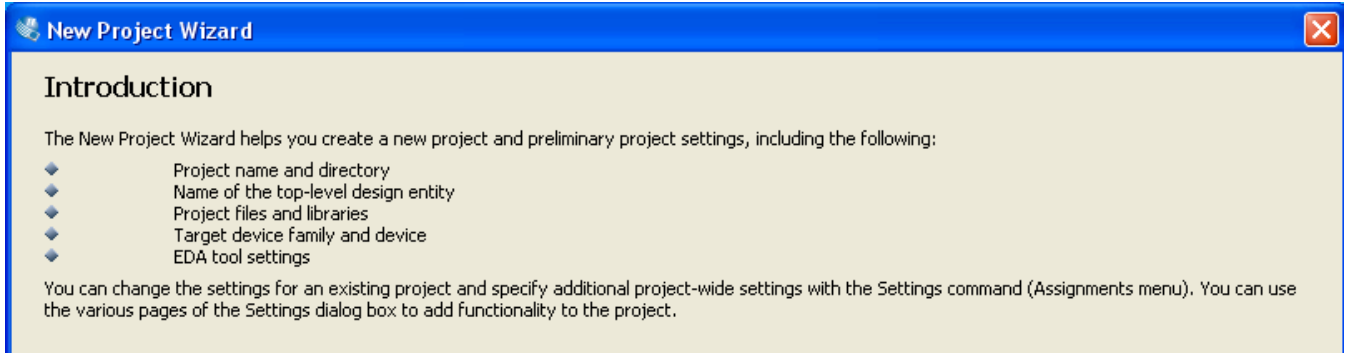 New Project Wizard
Introduction
The New Project Wizard helps you create a new project and preliminary project settings, including the following:
Project name and directory
Name of the top-level design entity
Project files and libraries
Target device family and device
EDA tool settings
You can change the settings for an existing project and specify additional project-wide settings with the Settings command (Assignments menu). You can use
the various pages of the Settings dialog box to add functionality to the project.